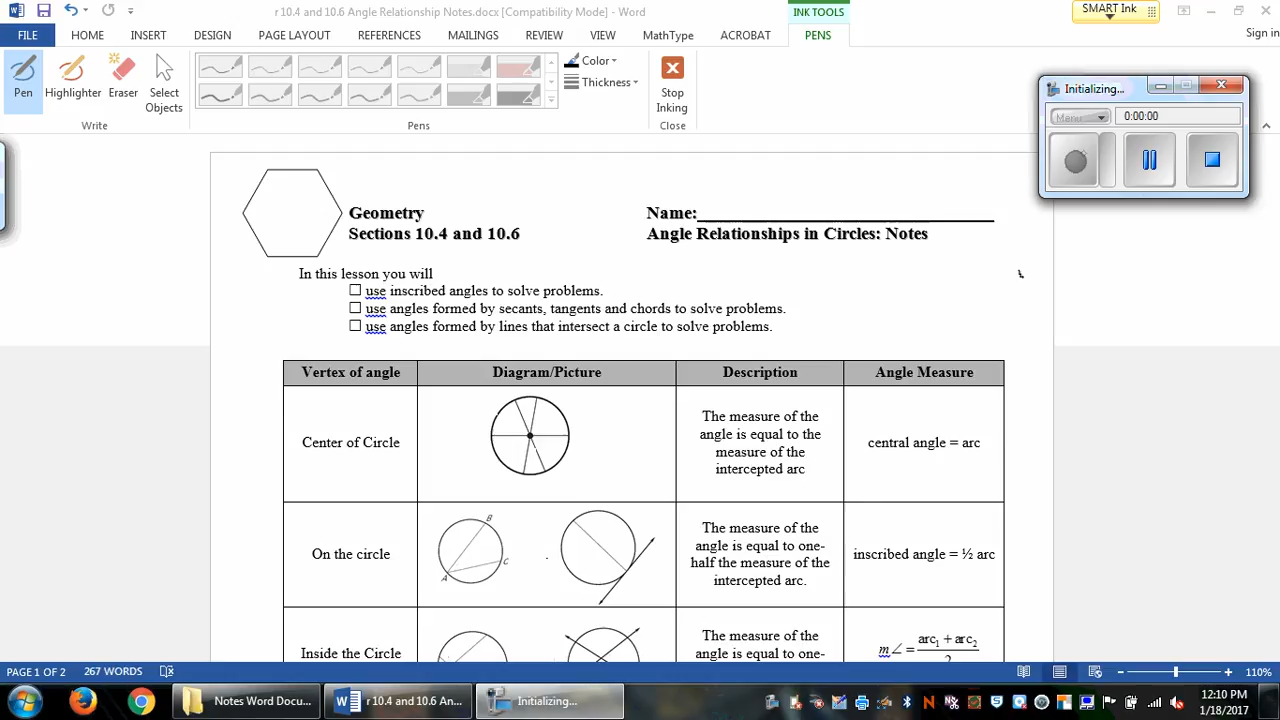 r 10.4 and 10.6 Angle Relationship Notes.docx [Compatibility Mode] - Word
INK TOOLS
SMART Ink
FILE HOME INSERT DESIGN PAGE LAYOUT REFERENCES MAILINGS REVIEW VIEW MathType ACROBAT PENS
Sign in
Pen
Highlighter
Eraser
Select Objects
Color
Thickness
Stop Inking
Write
Pens
Close
Initializing...
Menu
0:00:00
Geometry
Name:
Sections 10.4 and 10.6
Angle Relationships in Circles: Notes
In this lesson you will
use inscribed angles to solve problems.
use angles formed by secants, tangents and chords to solve problems.
use angles formed by lines that intersect a circle to solve problems.
Vertex of angle
Diagram/Picture
Description
Angle Measure
Center of Circle
The measure of the
angle is equal to the
measure of the
intercepted arc
central angle = arc
On the circle
B
C
A
The measure of the
angle is equal to one-
half the measure of the
intercepted arc.
inscribed angle = ½ arc
Inside the Circle
The measure of the
angle is equal to one-
m∠ = arc₁ + arc₂
2
PAGE 1 OF 2 267 WORDS
110%
Notes Word Docu...
r 10.4 and 10.6 An...
Initializing...
12:10 PM
1/18/2017